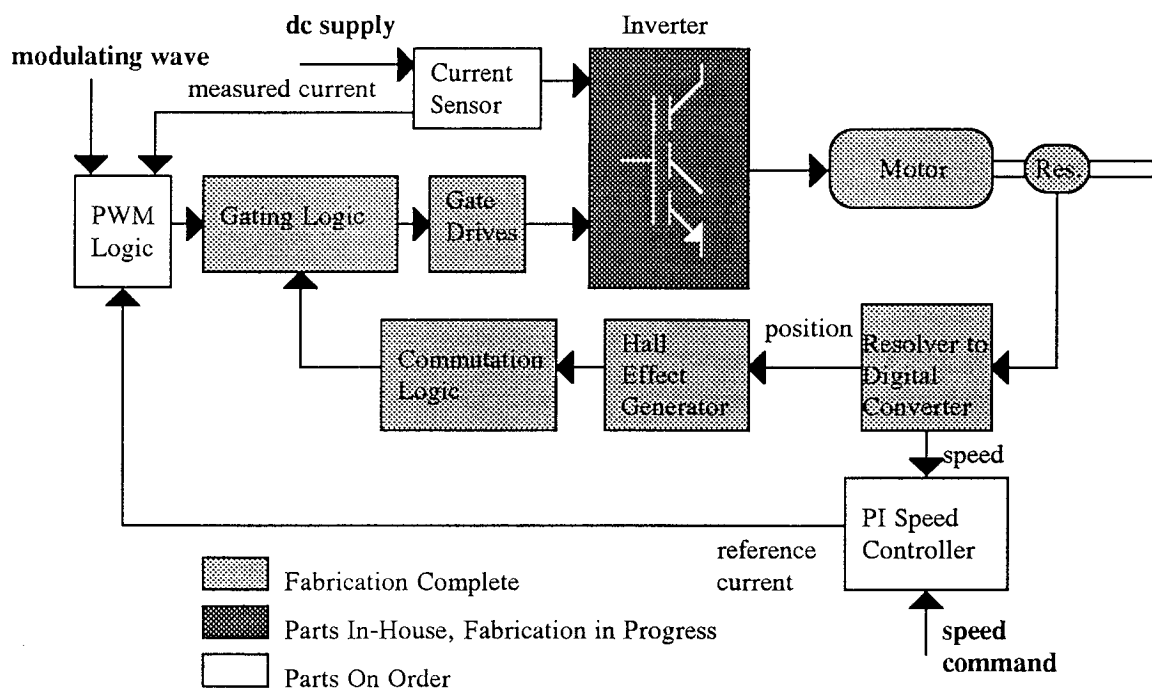 dc supply
Inverter
modulating wave
measured current
Current
Sensor
PWM
Logic
Gating Logic
Gate
Drives
Motor
Res.
Commutation
Logic
Hall
Effect
Generator
position
Resolver to
Digital
Converter
speed
PI Speed
Controller
reference
current
speed
command
Fabrication Complete
Parts In-House, Fabrication in Progress
Parts On Order